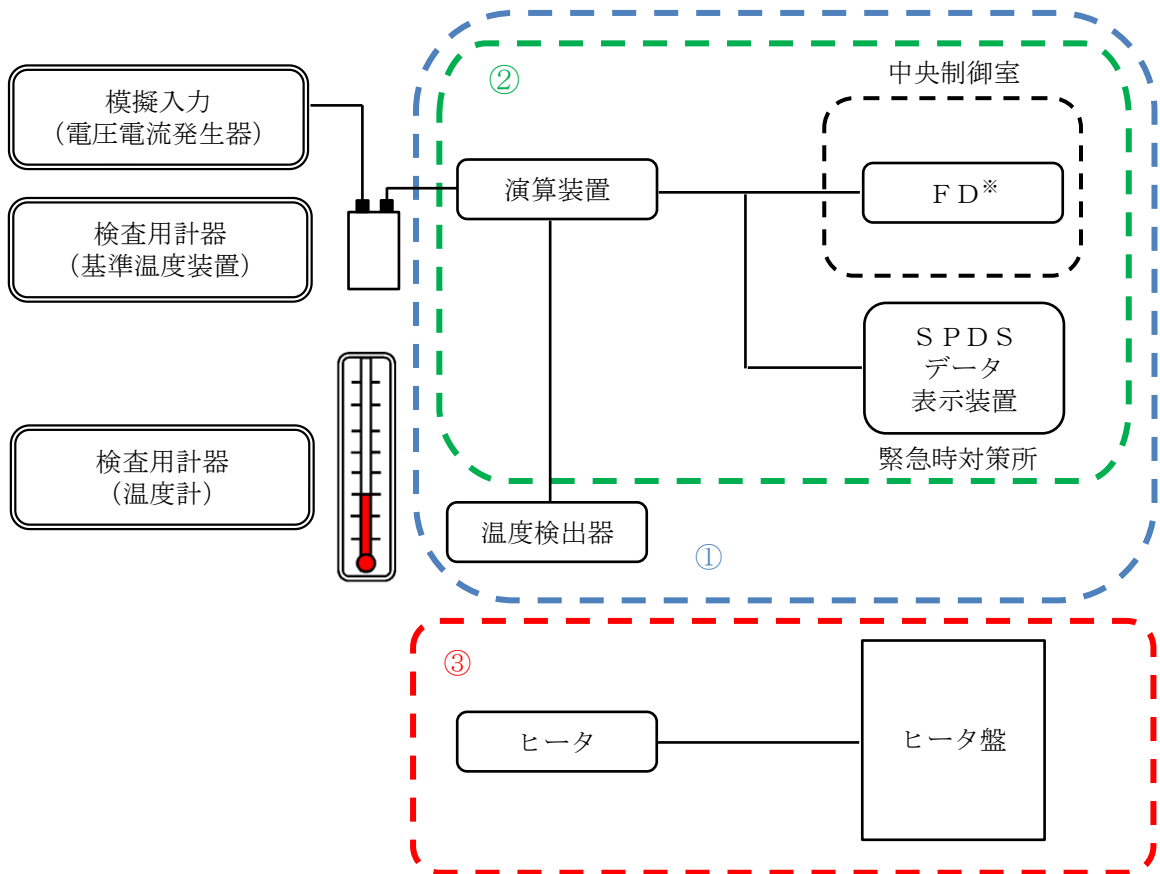 模擬入力
（電圧電流発生器）
検査用計器
（基準温度装置）
検査用計器
（温度計）
②
中央制御室
演算装置
ＦＤ※
ＳＰＤＳ
データ
表示装置
緊急時対策所
温度検出器
①
③
ヒータ
ヒータ盤